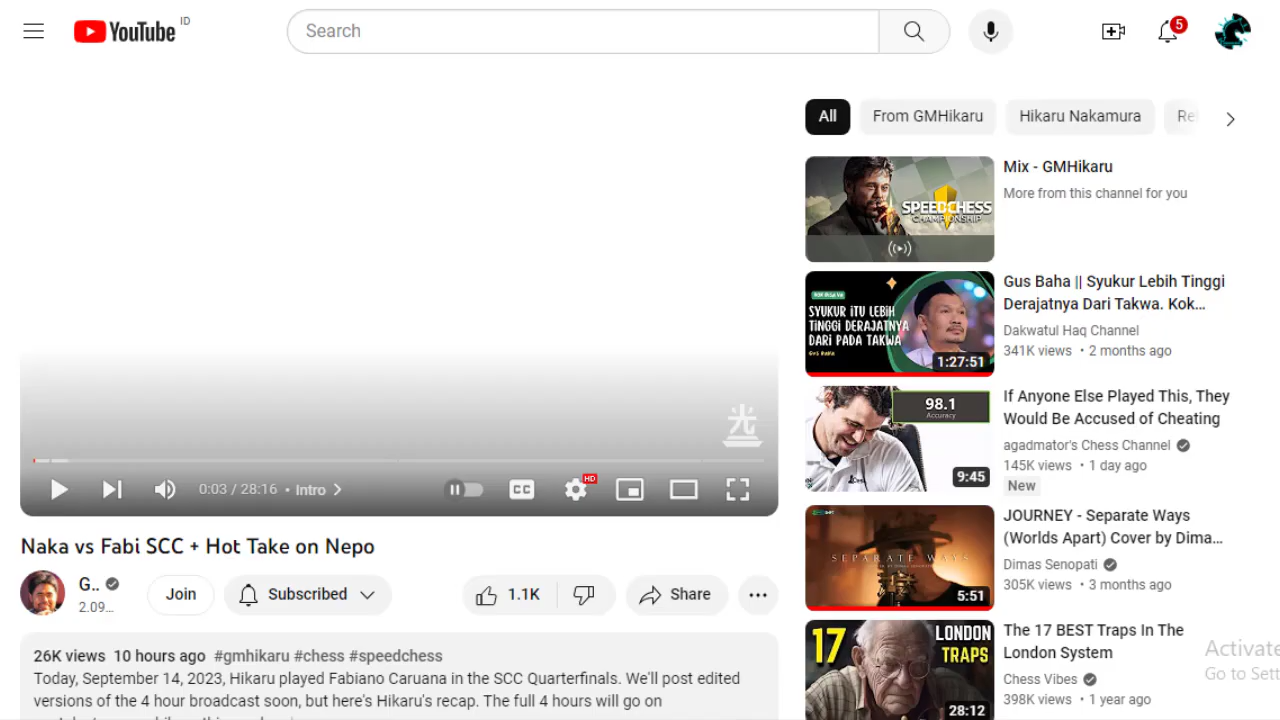 YouTube ID
Search
5
All
From GMHikaru
Hikaru Nakamura
SPEEDCHESS
CHAMPIONSHIP
Mix - GMHikaru
More from this channel for you
SYUKUR ITU LEBIH
TINGGI DERAJATNYA
DARI PADA TAKWA
GUS BAHA
1:27:51
Gus Baha || Syukur Lebih Tinggi
Derajatnya Dari Takwa. Kok...
Dakwatul Haq Channel
341K views • 2 months ago
98.1
Accuracy
9:45
If Anyone Else Played This, They
Would Be Accused of Cheating
agadmator's Chess Channel
145K views • 1 day ago
New
SEPARATE WAYS
5:51
JOURNEY - Separate Ways
(Worlds Apart) Cover by Dima...
Dimas Senopati
305K views • 3 months ago
17
LONDON
TRAPS
28:12
The 17 BEST Traps In The
London System
Chess Vibes
398K views • 1 year ago
光
0:03 / 28:16 • Intro
CC
HD
Naka vs Fabi SCC + Hot Take on Nepo
G..
2.09...
Join
Subscribed
1.1K
Share
26K views 10 hours ago #gmhikaru #chess #speedchess
Today, September 14, 2023, Hikaru played Fabiano Caruana in the SCC Quarterfinals. We'll post edited
versions of the 4 hour broadcast soon, but here's Hikaru's recap. The full 4 hours will go on
Activate
Go to Sett